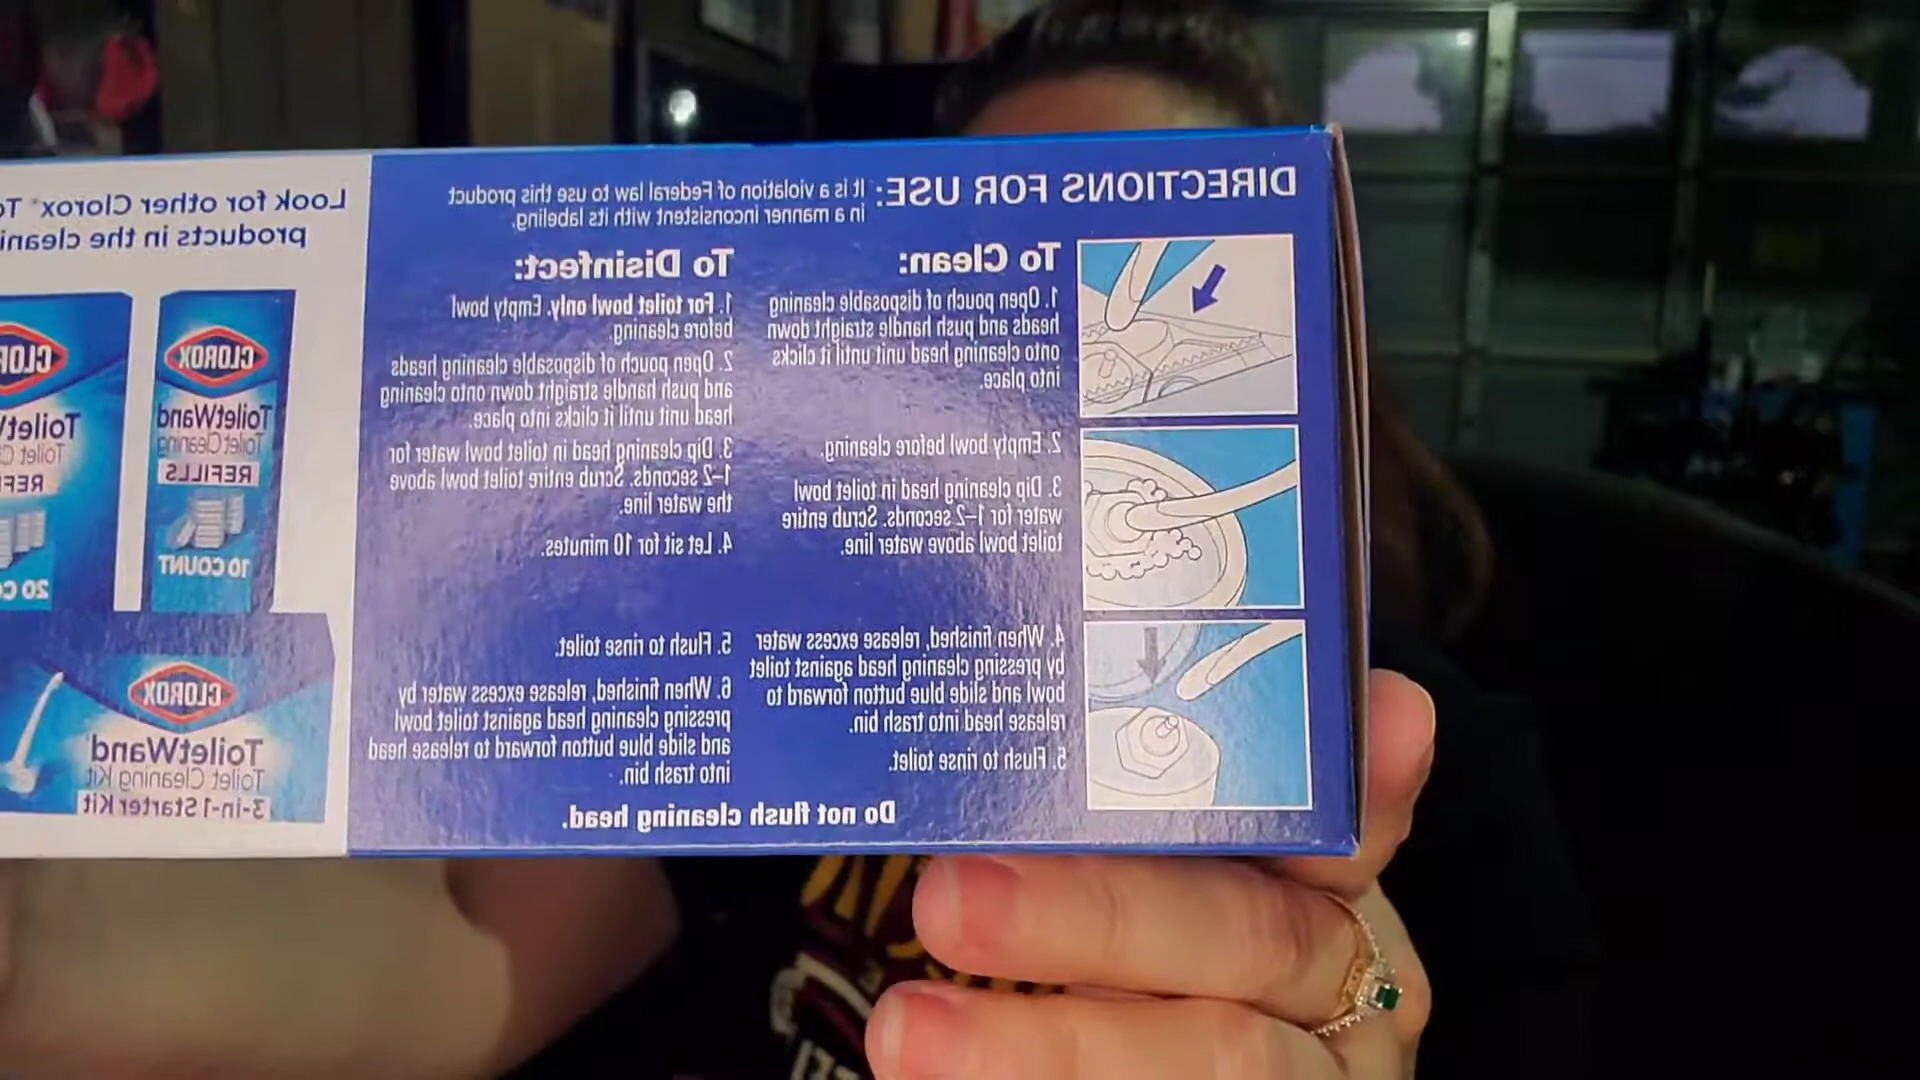 DIRECTIONS FOR USE: It is a violation of Federal law to use this product
in a manner inconsistent with its labeling.
To Clean:
1. Open pouch of disposable cleaning
heads and push handle straight down
onto cleaning head unit until it clicks
into place.
2. Empty bowl before cleaning.
3. Dip cleaning head in toilet bowl
water for 1–2 seconds. Scrub entire
toilet bowl above water line.
4. When finished, release excess water
by pressing cleaning head against toilet
bowl and slide blue button forward to
release head into trash bin.
5. Flush to rinse toilet.
To Disinfect:
1. For toilet bowl only. Empty bowl
before cleaning.
2. Open pouch of disposable cleaning heads
and push handle straight down onto cleaning
head unit until it clicks into place.
3. Dip cleaning head in toilet bowl water for
1–2 seconds. Scrub entire toilet bowl above
the water line.
4. Let sit for 10 minutes.
5. Flush to rinse toilet.
6. When finished, release excess water by
pressing cleaning head against toilet bowl
and slide blue button forward to release head
into trash bin.
Do not flush cleaning head.
Look for other Clorox®
products in the
CLOROX
ToiletWand
Toilet Cleaning
REFILLS
10 COUNT
Toilet
20
CLOROX
ToiletWand
Toilet Cleaning Kit
3-in-1 Starter Kit